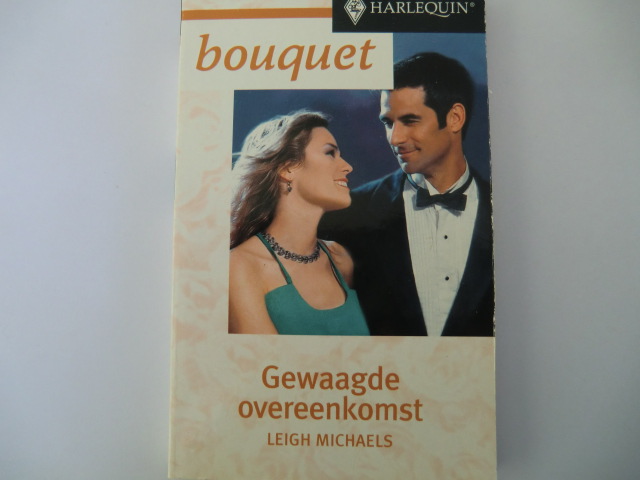 HARLEQUIN®
bouquet
Gewaagde
overeenkomst
LEIGH MICHAELS